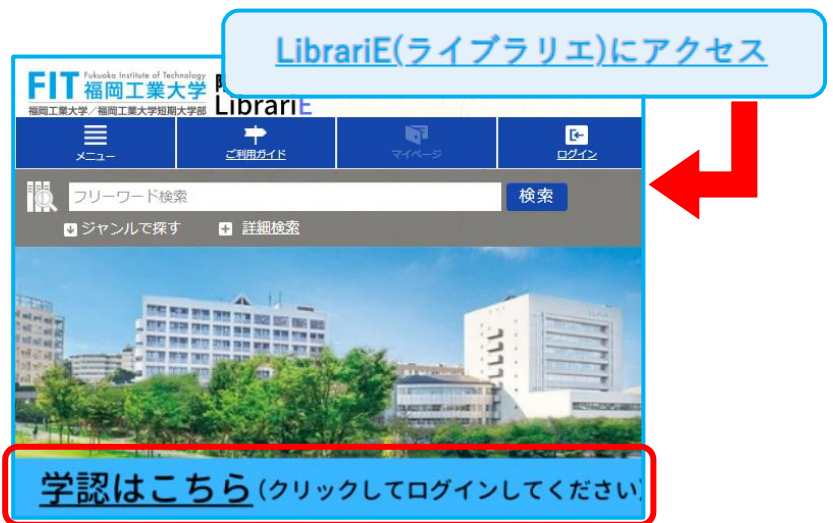 LibrariE(ライブラリエ)にアクセス
FIT Fukuoka Institute of Technology
福岡工業大学
福岡工業大学/福岡工業大学短期大学部
LibrariE
メニュー
ご利用ガイド
マイページ
ログイン
フリーワード検索
検索
ジャンルで探す
詳細検索
学認はこちら(クリックしてログインしてください)